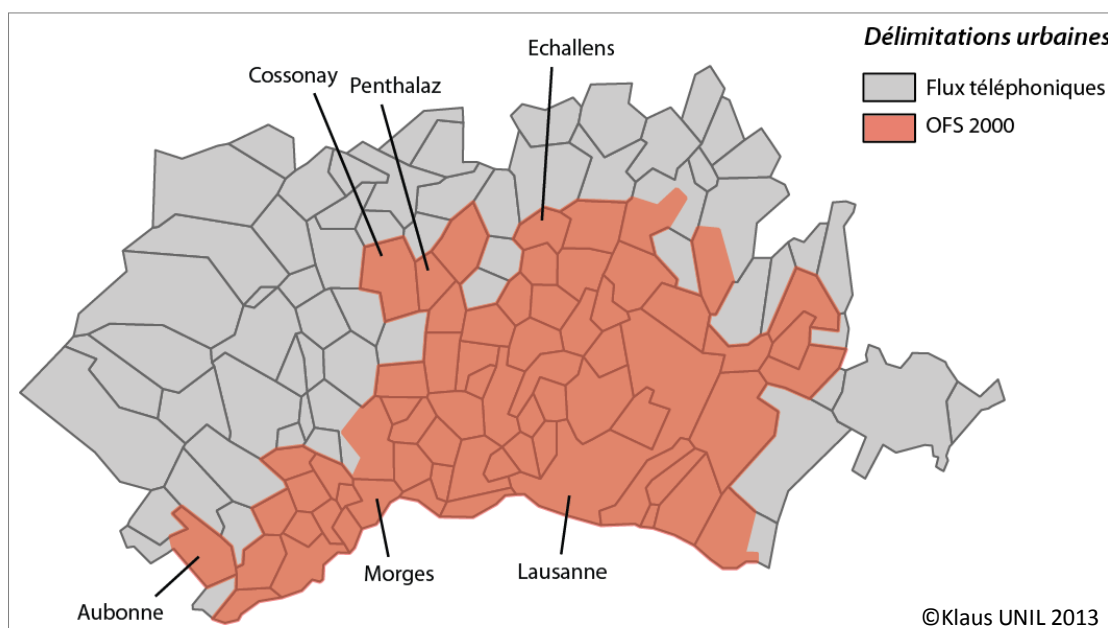 Délimitations urbaines
Flux téléphoniques
OFS 2000
Echallens
Cossonay
Penthalaz
Morges
Lausanne
Aubonne
©Klaus UNIL 2013